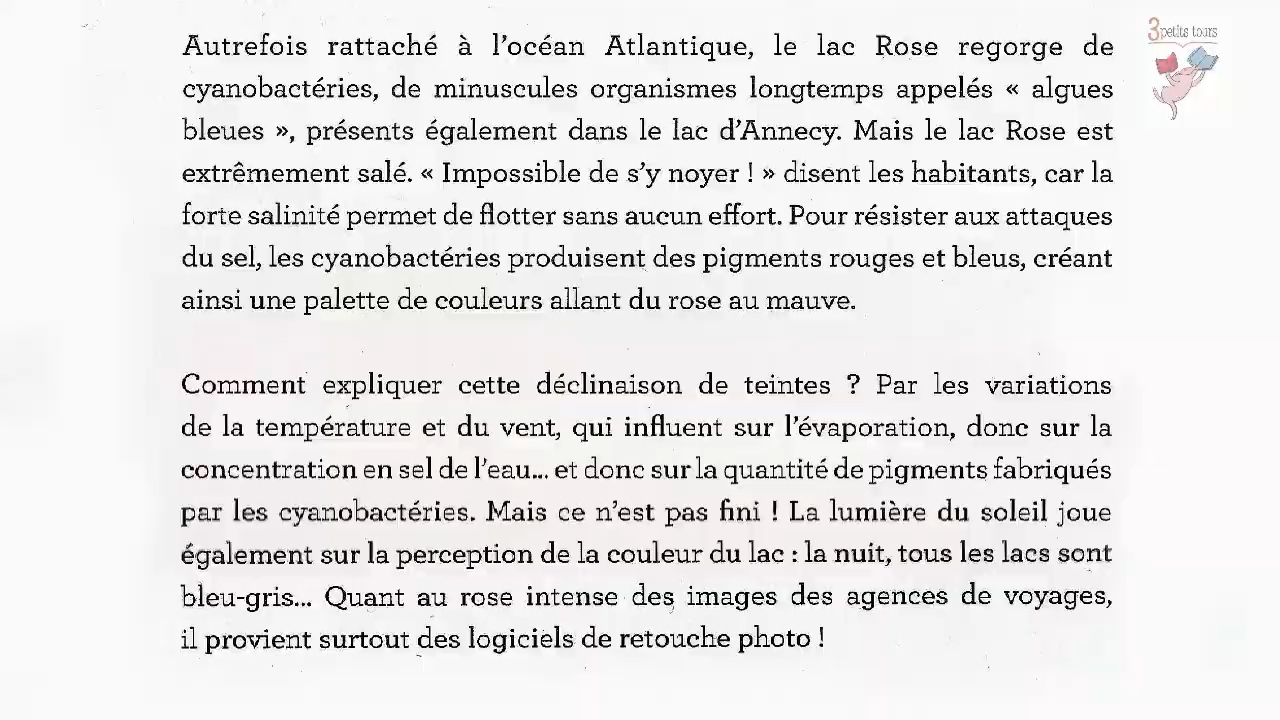 3 petits tours
Autrefois rattaché à l'océan Atlantique, le lac Rose regorge de
cyanobactéries, de minuscules organismes longtemps appelés « algues
bleues », présents également dans le lac d'Annecy. Mais le lac Rose est
extrêmement salé. « Impossible de s'y noyer ! » disent les habitants, car la
forte salinité permet de flotter sans aucun effort. Pour résister aux attaques
du sel, les cyanobactéries produisent des pigments rouges et bleus, créant
ainsi une palette de couleurs allant du rose au mauve.
Comment expliquer cette déclinaison de teintes ? Par les variations
de la température et du vent, qui influent sur l'évaporation, donc sur la
concentration en sel de l'eau... et donc sur la quantité de pigments fabriqués
par les cyanobactéries. Mais ce n'est pas fini ! La lumière du soleil joue
également sur la perception de la couleur du lac : la nuit, tous les lacs sont
bleu-gris... Quant au rose intense des images des agences de voyages,
il provient surtout des logiciels de retouche photo !